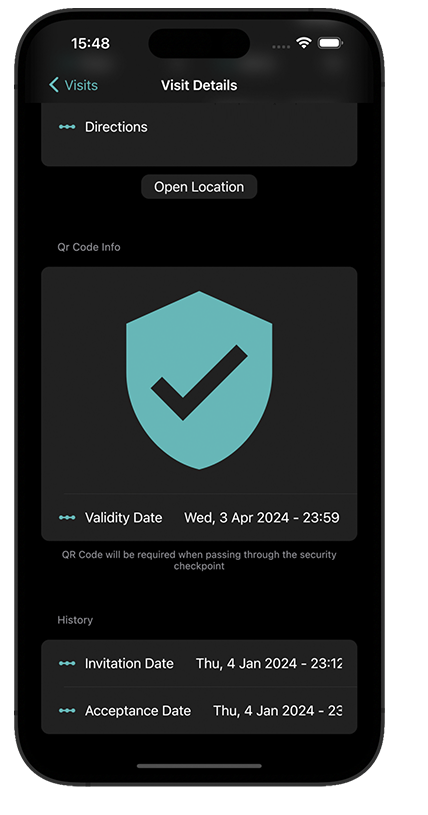 15:48
Visits
Visit Details
Directions
Open Location
Qr Code Info
Validity Date Wed, 3 Apr 2024 - 23:59
QR Code will be required when passing through the security
checkpoint
History
Invitation Date Thu, 4 Jan 2024 - 23:12
Acceptance Date Thu, 4 Jan 2024 - 23